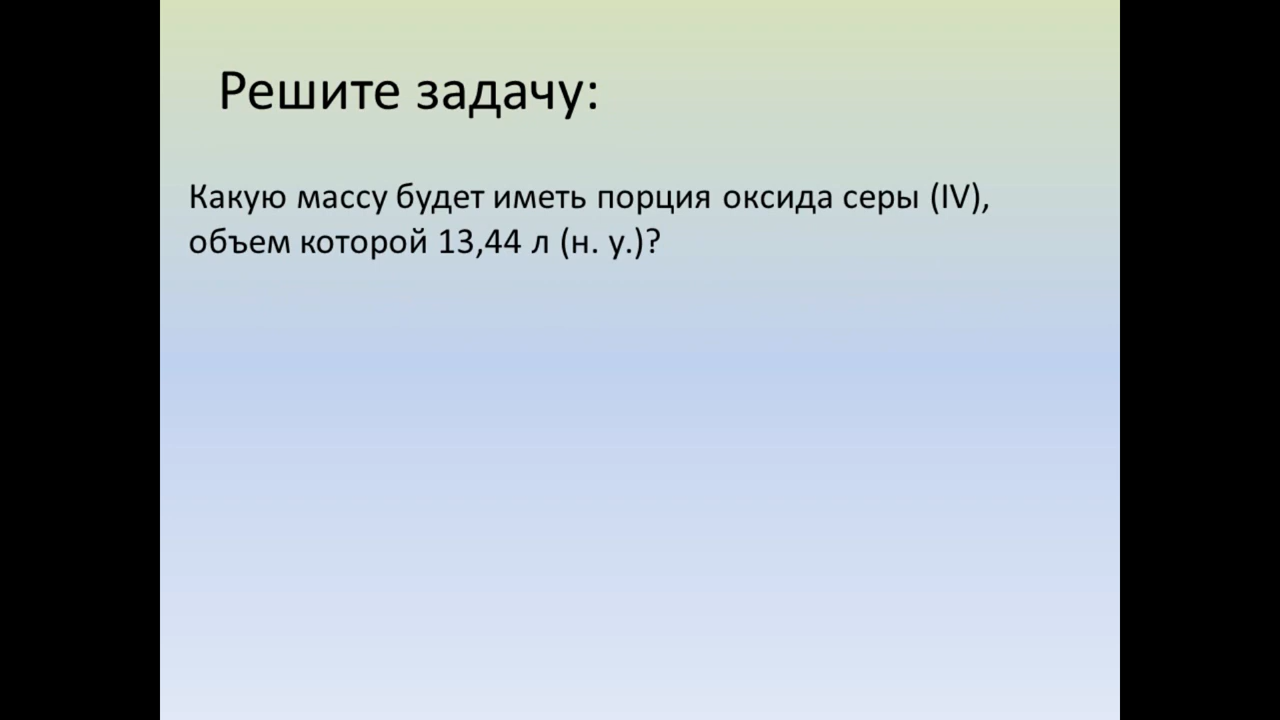 Решите задачу:
Какую массу будет иметь порция оксида серы (IV),
объем которой 13,44 л (н. у.)?